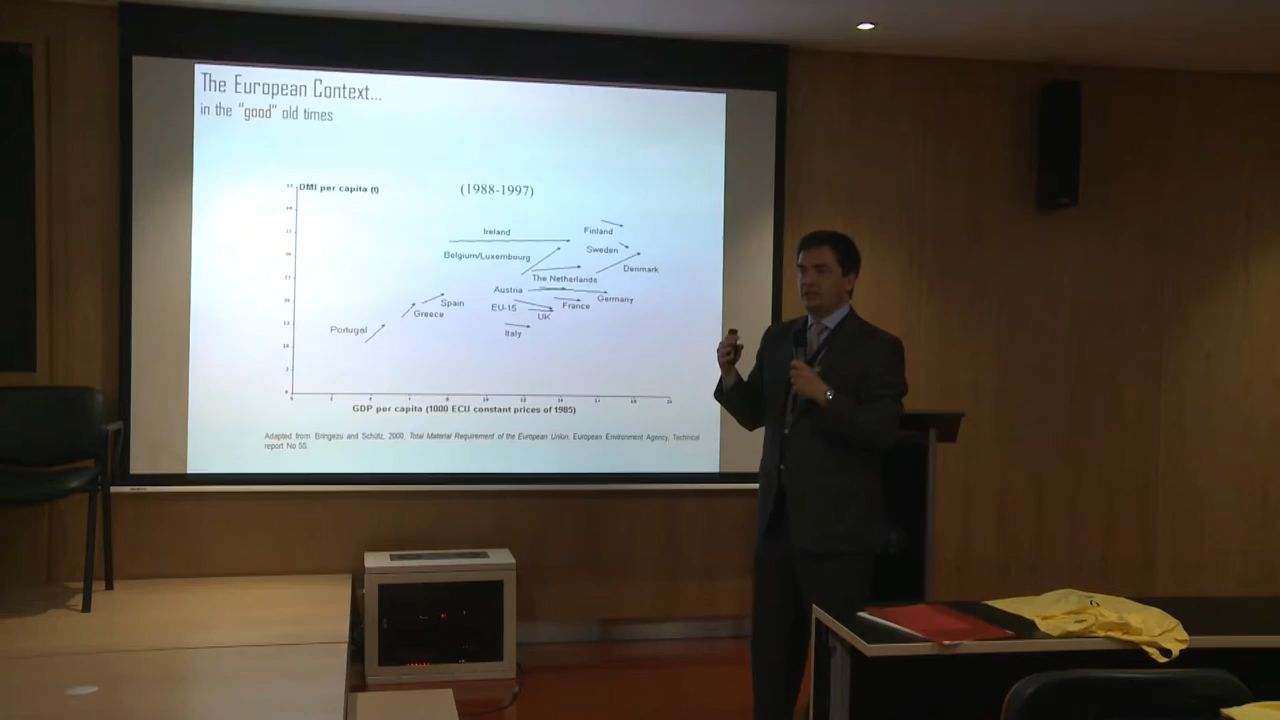 The European Context...
in the "good" old times
DMI per capita (t)
(1988-1997)
Ireland
Finland
Belgium/Luxembourg
Sweden
Denmark
The Netherlands
Austria
Germany
Spain
EU-15
France
Greece
UK
Portugal
Italy
GDP per capita (1000 ECU constant prices of 1985)
Adapted from Bringezu and Schütz, 2000, Total Material Requirement of the European Union. European Environment Agency, Technical
report No 55.